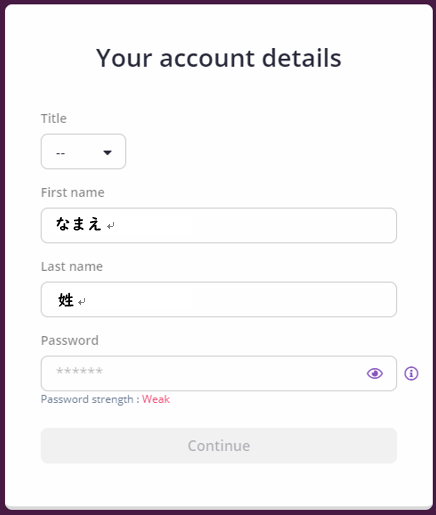 Your account details
Title
--
First name
なまえ↵
Last name
姓↵
Password
******
Password strength : Weak
Continue